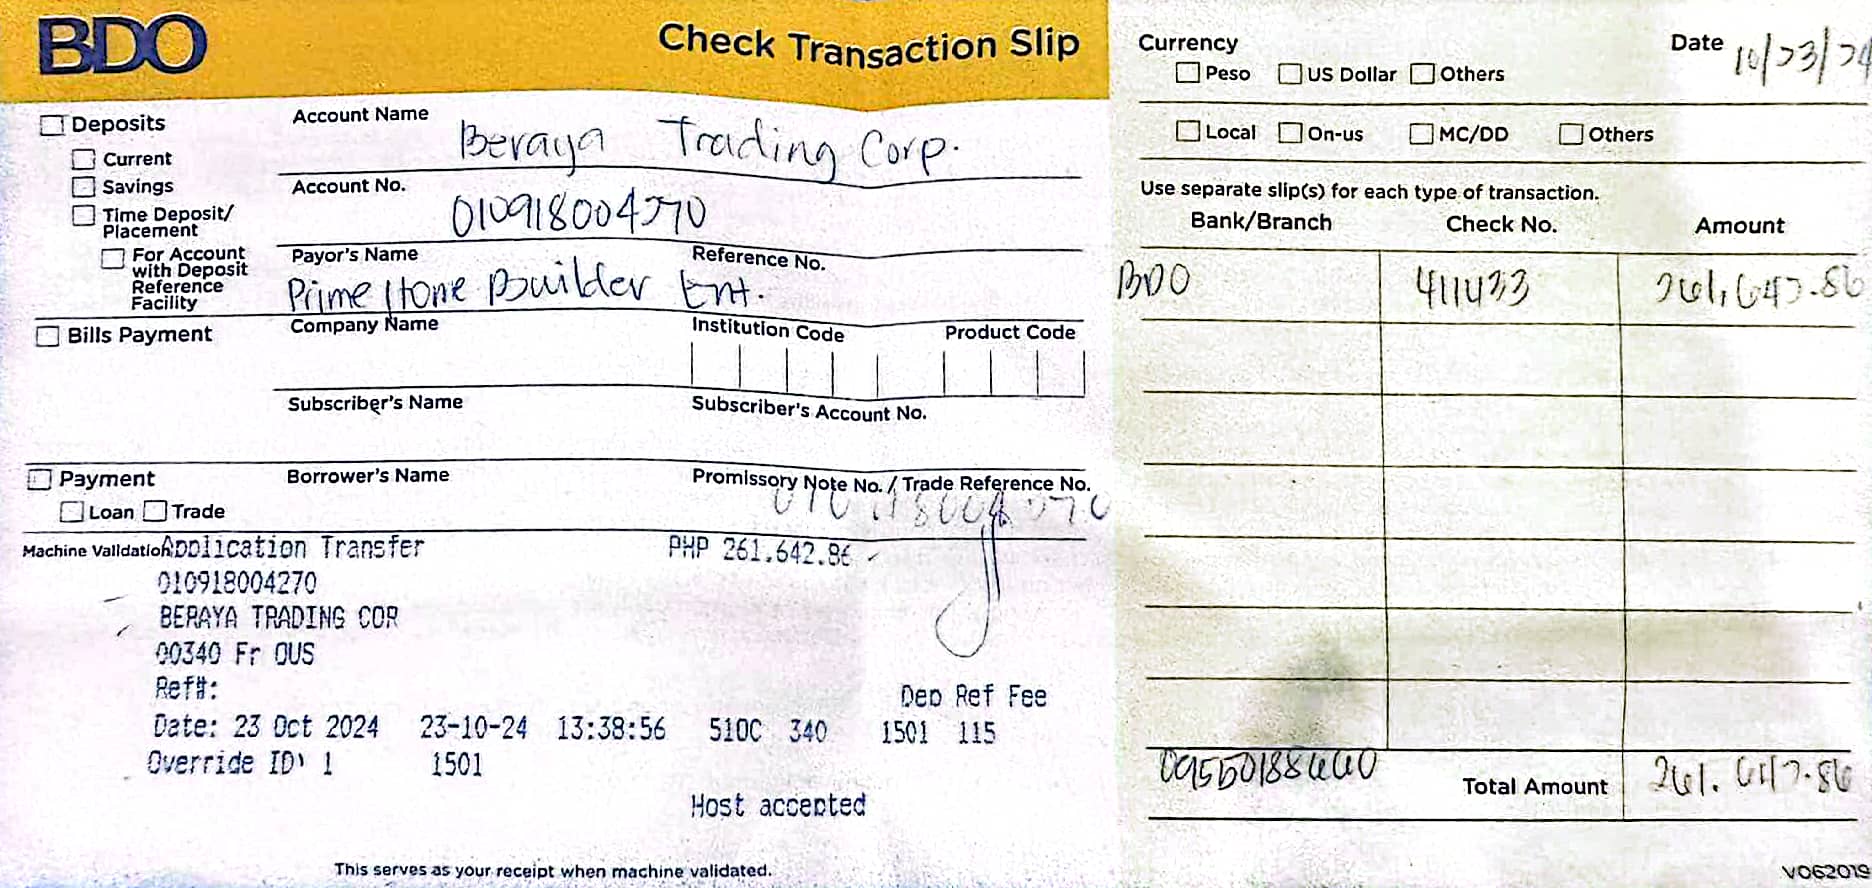 BDO
Check Transaction Slip
Deposits
Current
Savings
Time Deposit/
Placement
For Account
with Deposit
Reference
Facility
Account Name
Beraya Trading Corp.
Account No.
010918004270
Payor's Name
Reference No.
Prime Stone Builder Ent.
Bills Payment
Company Name
Institution Code
Product Code
Subscriber's Name
Subscriber's Account No.
Payment
Loan Trade
Borrower's Name
Promissory Note No. / Trade Reference No.
Machine Validation
Application Transfer PHP 261,642.86
010918004270
BERAYA TRADING COR
00340 Fr OUS
Ref#:
Dep Ref Fee
Date: 23 Oct 2024 23-10-24 13:38:56 510C 340 1501 115
Override ID: 1 1501
Host accepted
This serves as your receipt when machine validated.
Currency
Date 10/23/24
Peso US Dollar Others
Local On-us MC/DD Others
Use separate slip(s) for each type of transaction.
Bank/Branch Check No. Amount
BDO 411433 261,642.86
Total Amount 261,642.86
V062019